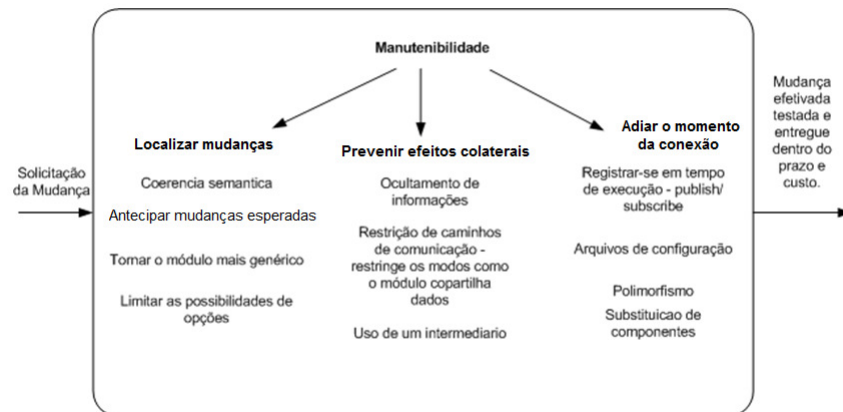 Manutenibilidade
Solicitação
da Mudança
Localizar mudanças
Coerencia semantica
Antecipar mudanças esperadas
Tornar o módulo mais genérico
Limitar as possibilidades de
opções
Prevenir efeitos colaterais
Ocultamento de
informações
Restrição de caminhos
de comunicação -
restringe os modos como
o módulo copartilha
dados
Uso de um intermediario
Adiar o momento
da conexão
Registrar-se em tempo
de execução - publish/
subscribe
Arquivos de configuração
Polimorfismo
Substituicao de
componentes
Mudança
efetivada
testada e
entregue
dentro do
prazo e
custo.